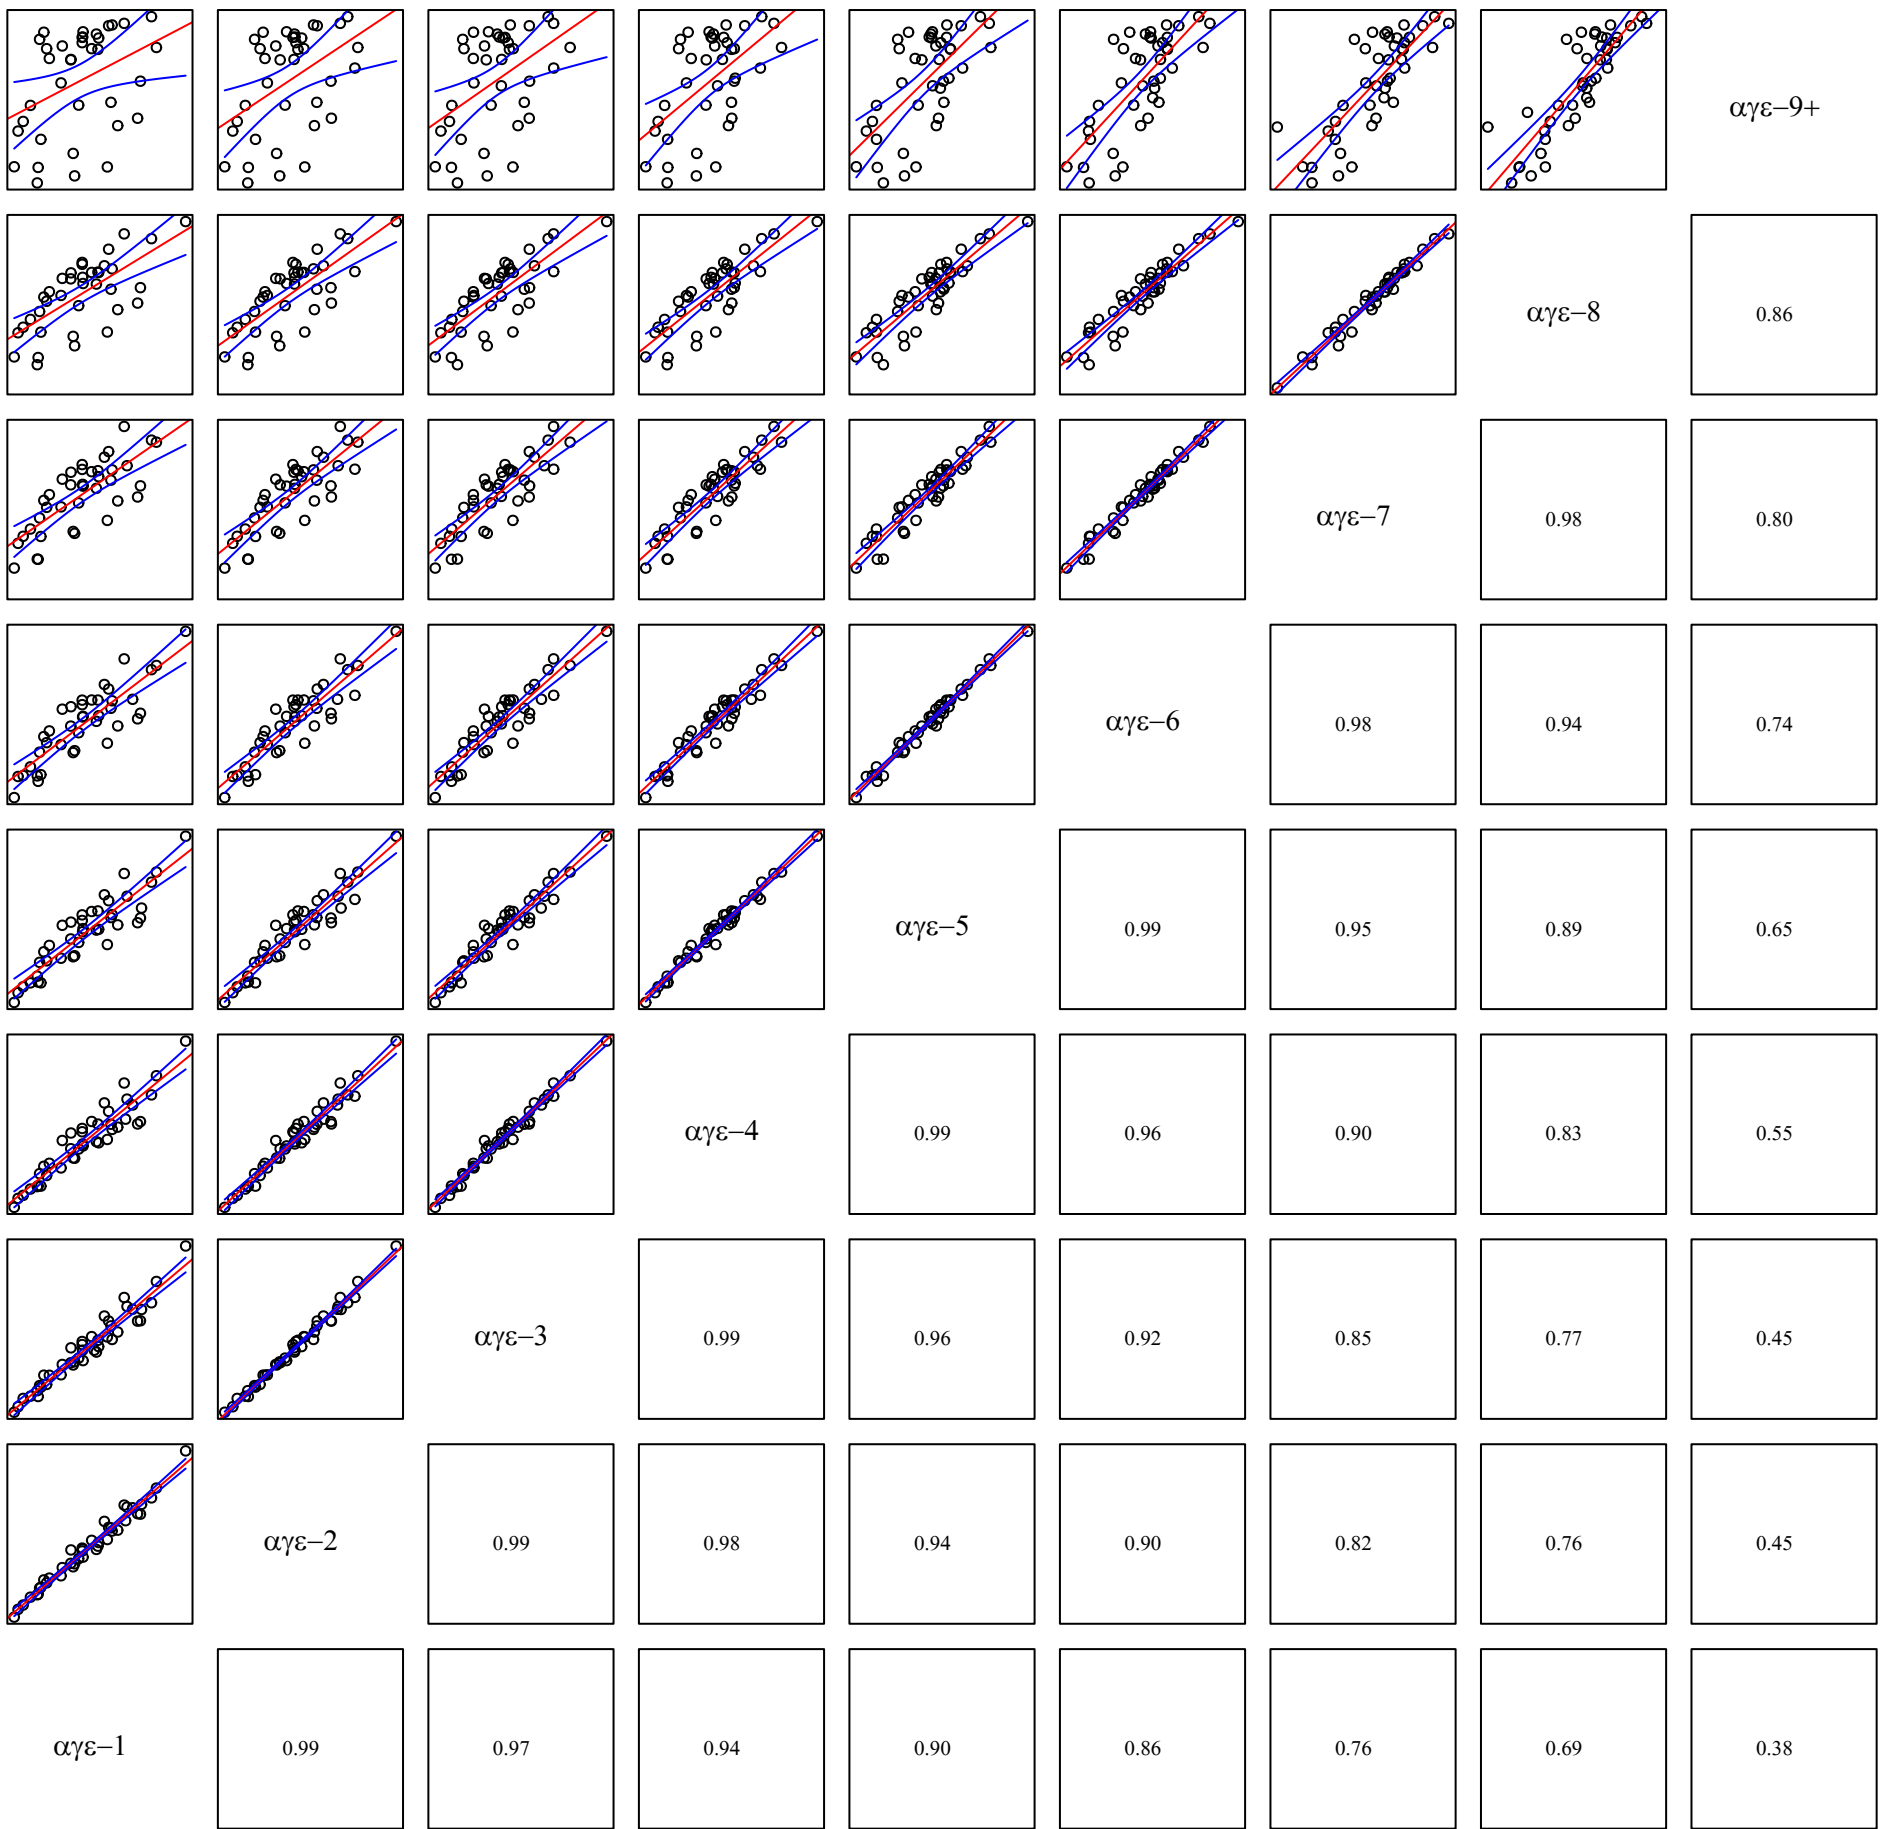 αγε−9+
αγε−8 0.86
αγε−7 0.98 0.80
αγε−6 0.98 0.94 0.74
αγε−5 0.99 0.95 0.89 0.65
αγε−4 0.99 0.96 0.90 0.83 0.55
αγε−3 0.99 0.96 0.92 0.85 0.77 0.45
αγε−2 0.99 0.98 0.94 0.90 0.82 0.76 0.45
αγε−1 0.99 0.97 0.94 0.90 0.86 0.76 0.69 0.38